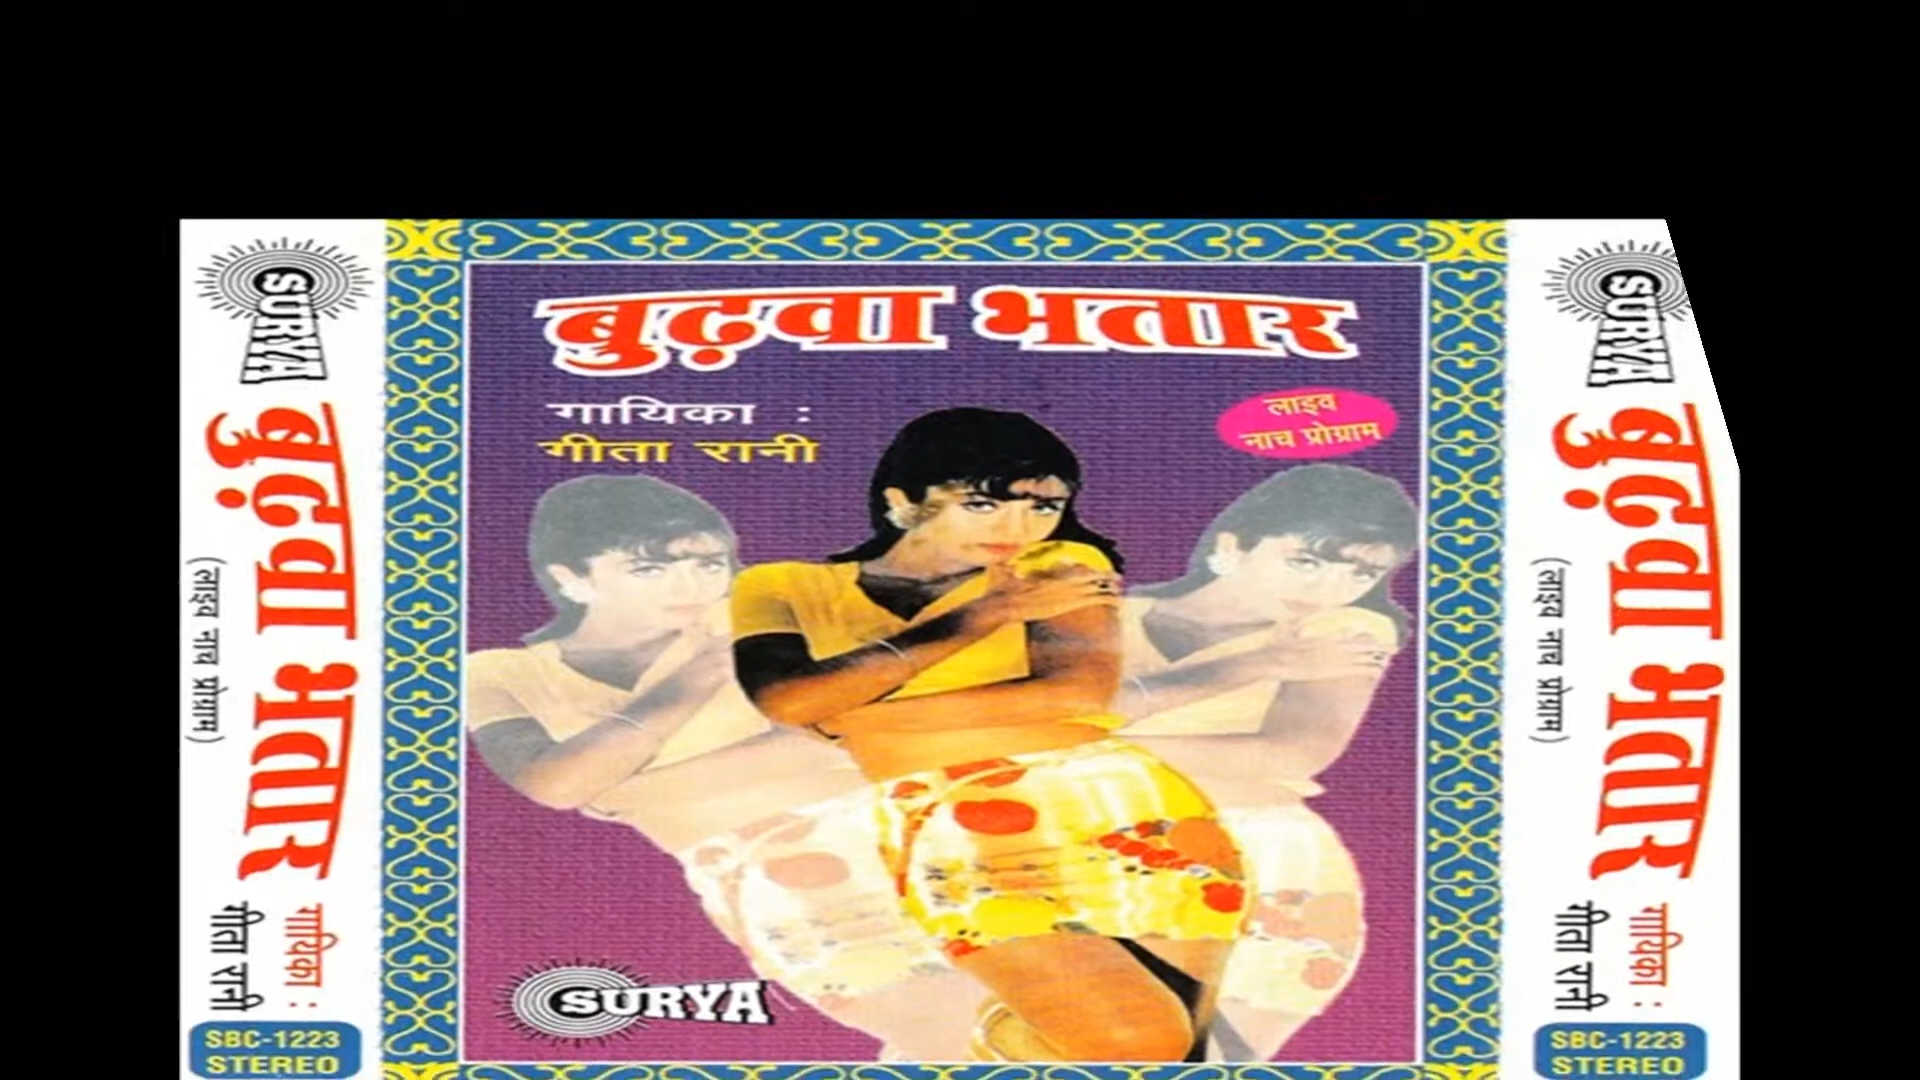 SURYA
बुढ़वा भतार
(लाइव नाच प्रोग्राम)
गायिका :
गीता रानी
SBC-1223
STEREO
बुढ़वा भतार
गायिका :
गीता रानी
लाइव
नाच प्रोग्राम
SURYA
SURYA
बुढ़वा भतार
(लाइव नाच प्रोग्राम)
गायिका :
गीता रानी
SBC-1223
STEREO